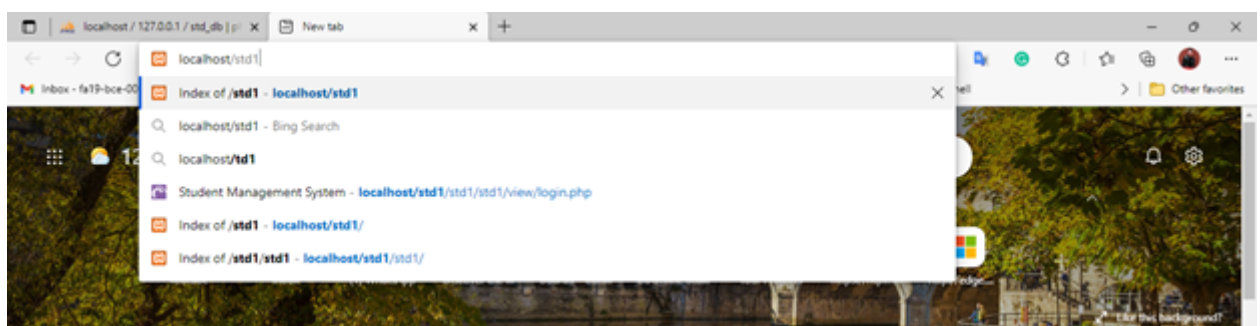 localhost / 127.0.0.1 / std_db | p
New tab
localhost/std1
Inbox - fa19-bce-00
ell
Other favorites
Index of /std1 - localhost/std1
localhost/std1 - Bing Search
localhost/td1
12
Student Management System - localhost/std1/std1/std1/view/login.php
Index of /std1 - localhost/std1/
Index of /std1/std1 - localhost/std1/std1/
edge...
Like this background?